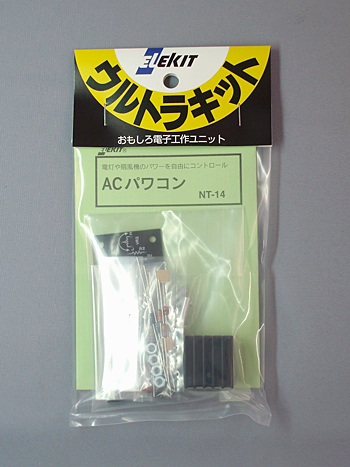 ELEKIT
ウルトラキット
おもしろ電子工作ユニット
ELEKIT
電灯や扇風機のパワーを自由にコントロール
ACパワコン
NT-14